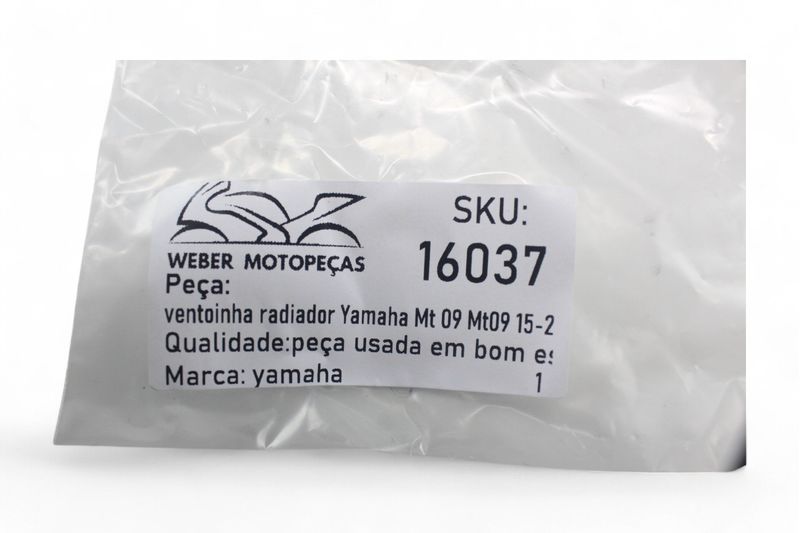 WEBER MOTOPEÇAS
SKU:
16037
Peça:
ventoinha radiador Yamaha Mt 09 Mt09 15-2
Qualidade:peça usada em bom es
Marca: yamaha
1